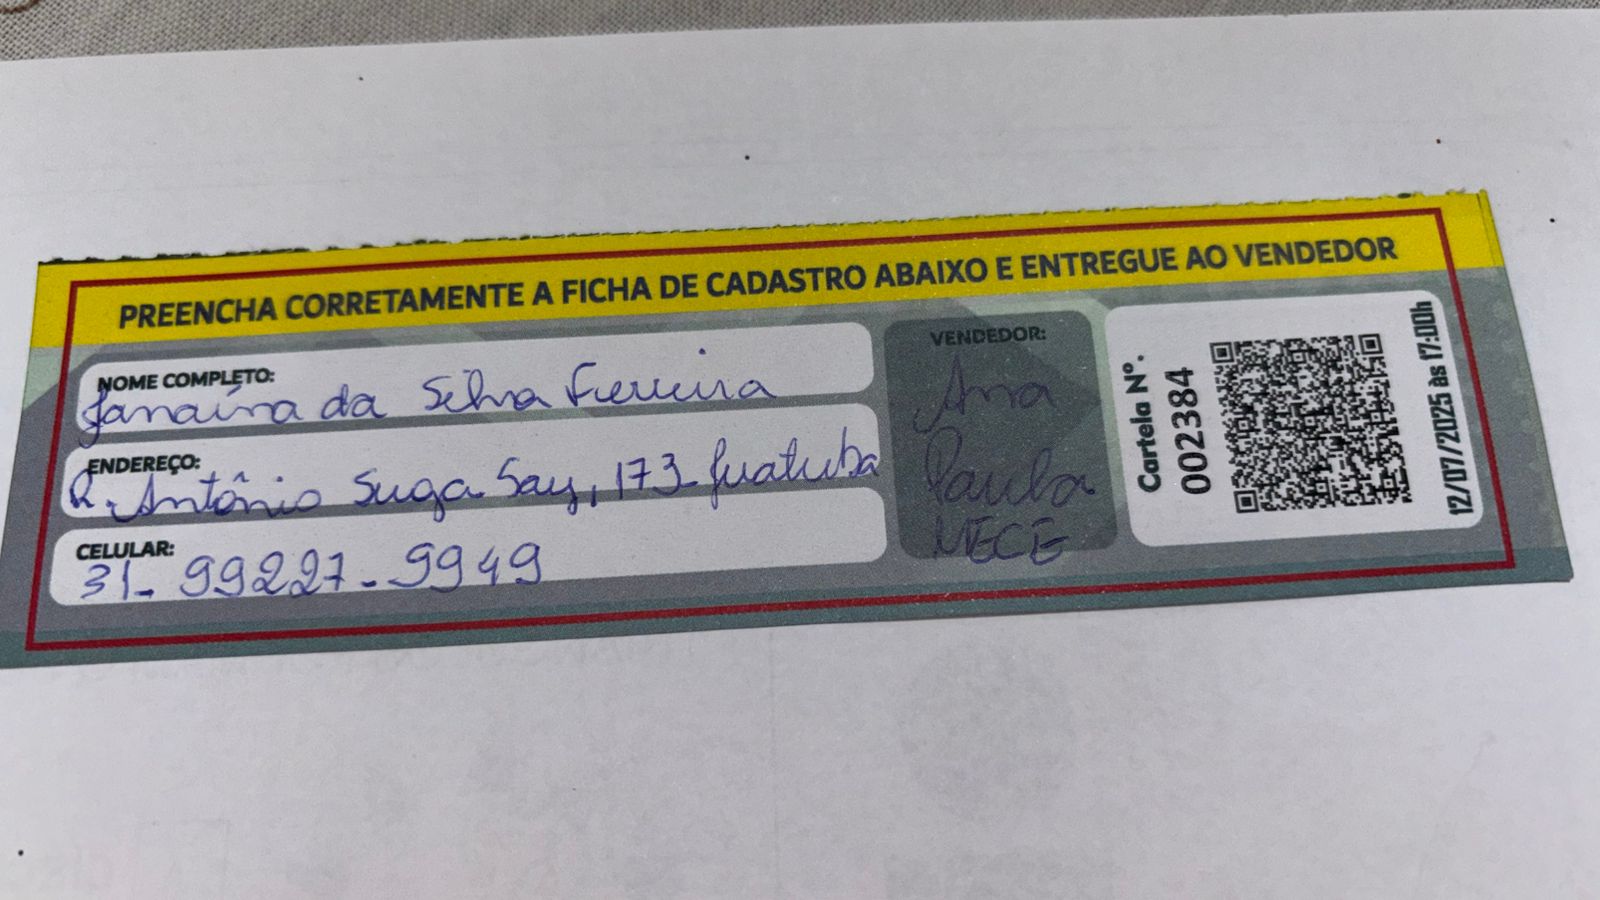 PREENCHA CORRETAMENTE A FICHA DE CADASTRO ABAIXO E ENTREGUE AO VENDEDOR
NOME COMPLETO:
Janaína da Silva Ferreira
ENDEREÇO:
R. Antônio Suga Say, 173 - Juatuba
CELULAR:
31- 99227-9949
VENDEDOR:
Ana
Paula
MECE
Cartela Nº.
002384
12/07/2025 às 17:00h